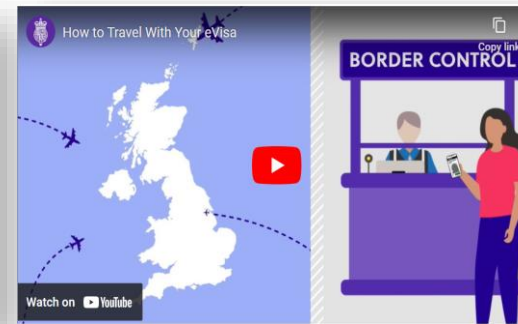 How to Travel With Your eVisa
Copy link
BORDER CONTROL
Watch on YouTube